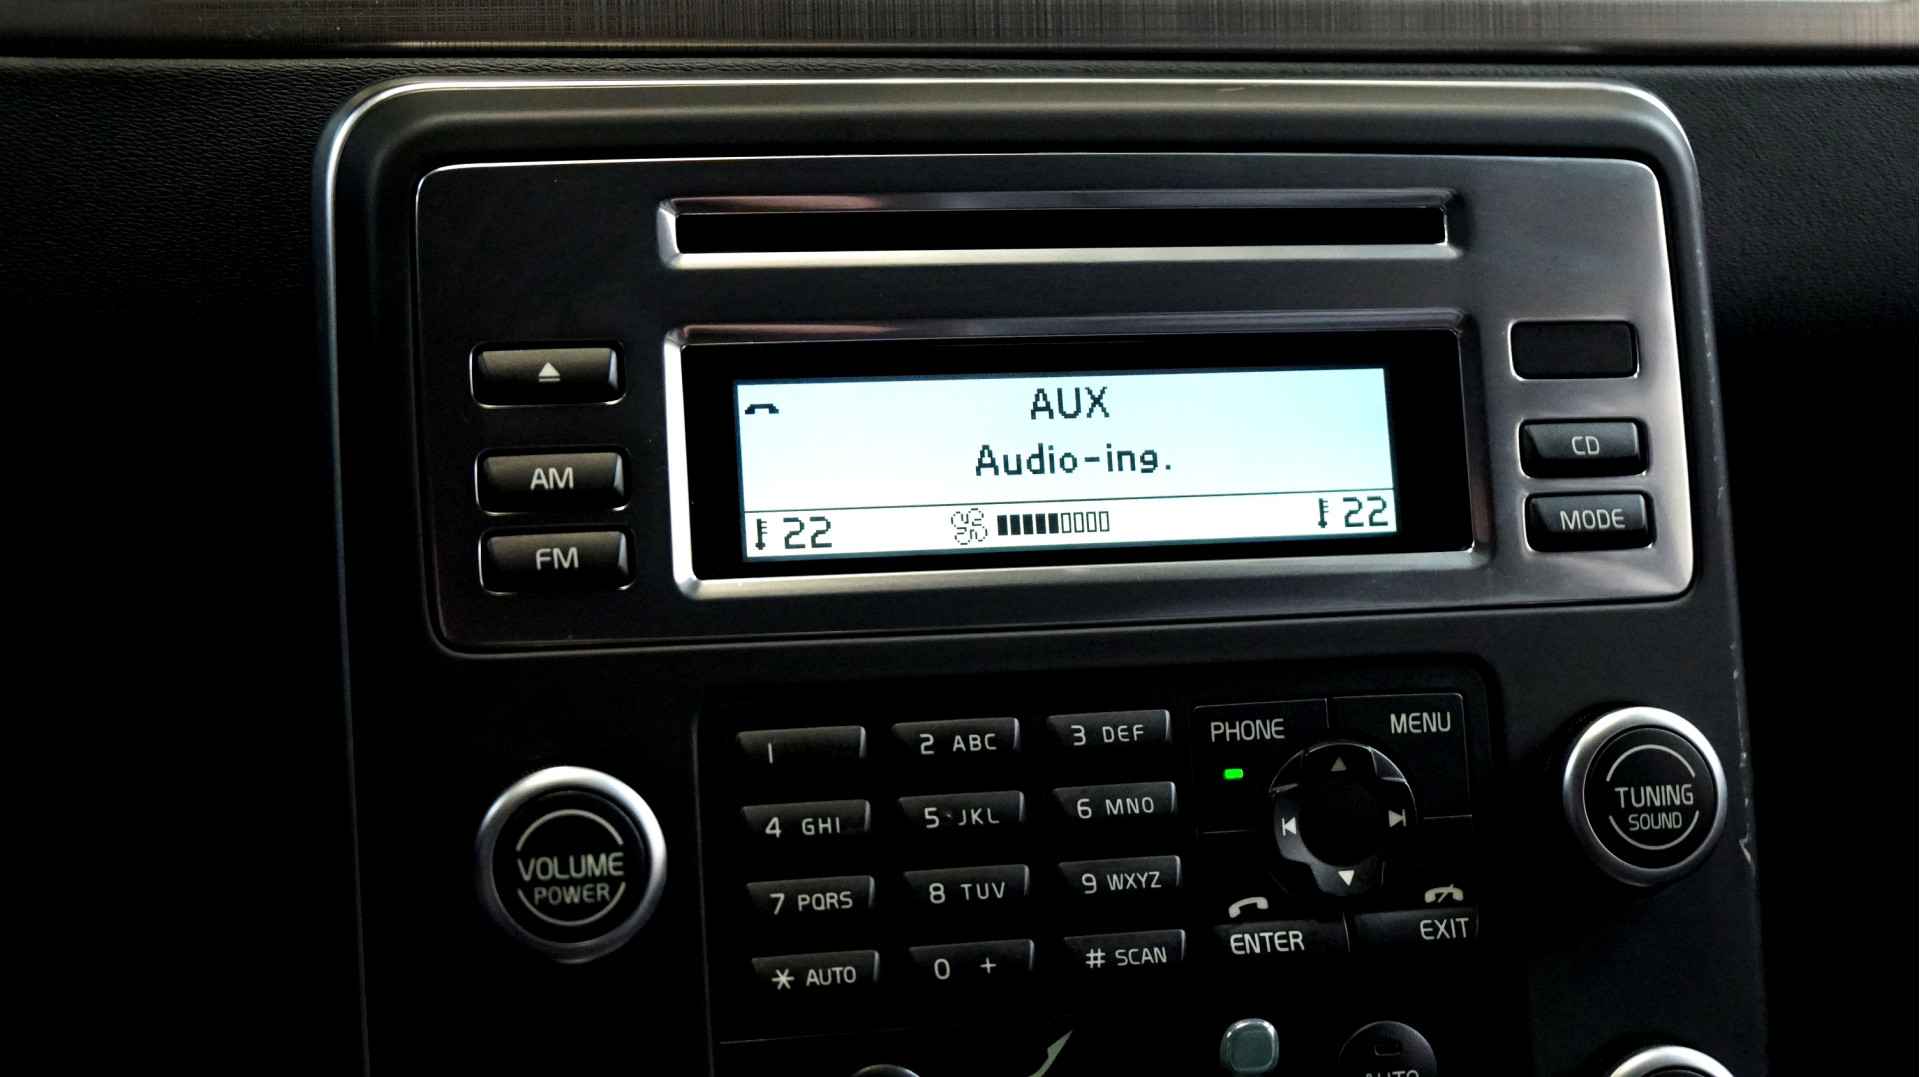 AUX
Audio-ing.
22
22
AM
FM
CD
MODE
VOLUME
POWER
1
2 ABC
3 DEF
4 GHI
5 JKL
6 MNO
7 PQRS
8 TUV
9 WXYZ
* AUTO
0 +
# SCAN
PHONE
MENU
ENTER
EXIT
TUNING
SOUND
AUTO